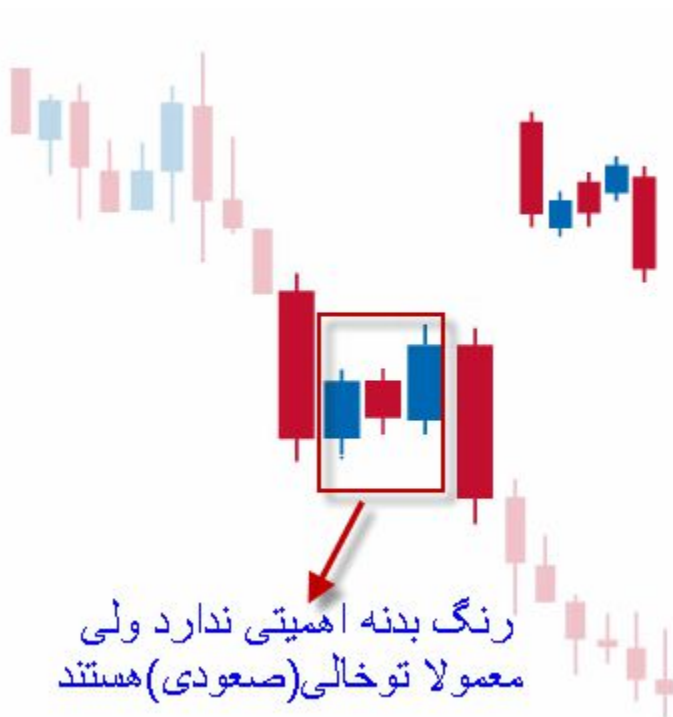 رنگ بدنه اهمیتی ندارد ولی
معمولا توخالی(صعودی)هستند